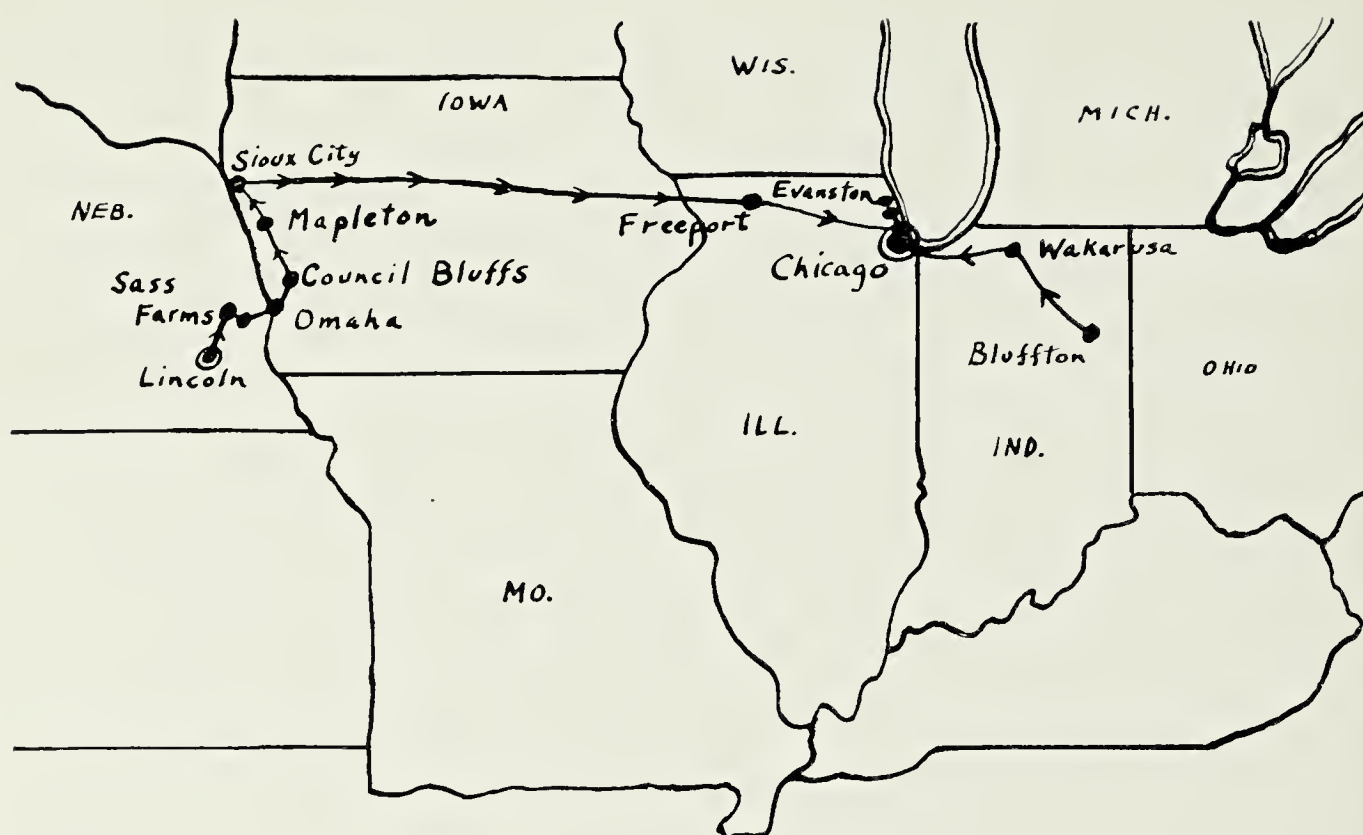 WIS.
IOWA
MICH.
Sioux City
Evanston
NEB.
Mapleton
Freeport
Wakarusa
Chicago
Council Bluffs
Sass
Farms
Omaha
Bluffton
Lincoln
OHIO
ILL.
IND.
MO.